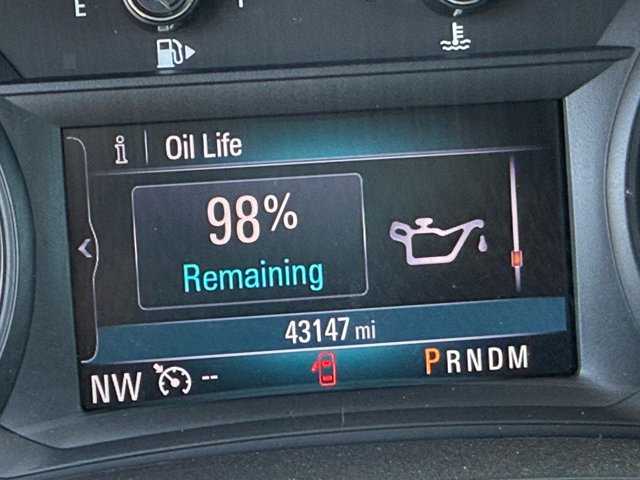 E
Oil Life
98%
Remaining
43147 mi
NW -- PRNDM